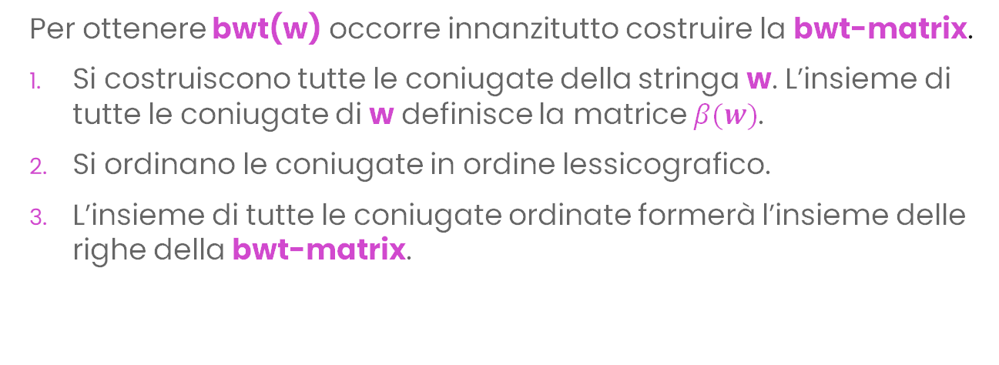 Per ottenere bwt(w) occorre innanzitutto costruire la bwt-matrix.
1. Si costruiscono tutte le coniugate della stringa w. L’insieme di
tutte le coniugate di w definisce la matrice β(w).
2. Si ordinano le coniugate in ordine lessicografico.
3. L’insieme di tutte le coniugate ordinate formerà l’insieme delle
righe della bwt-matrix.